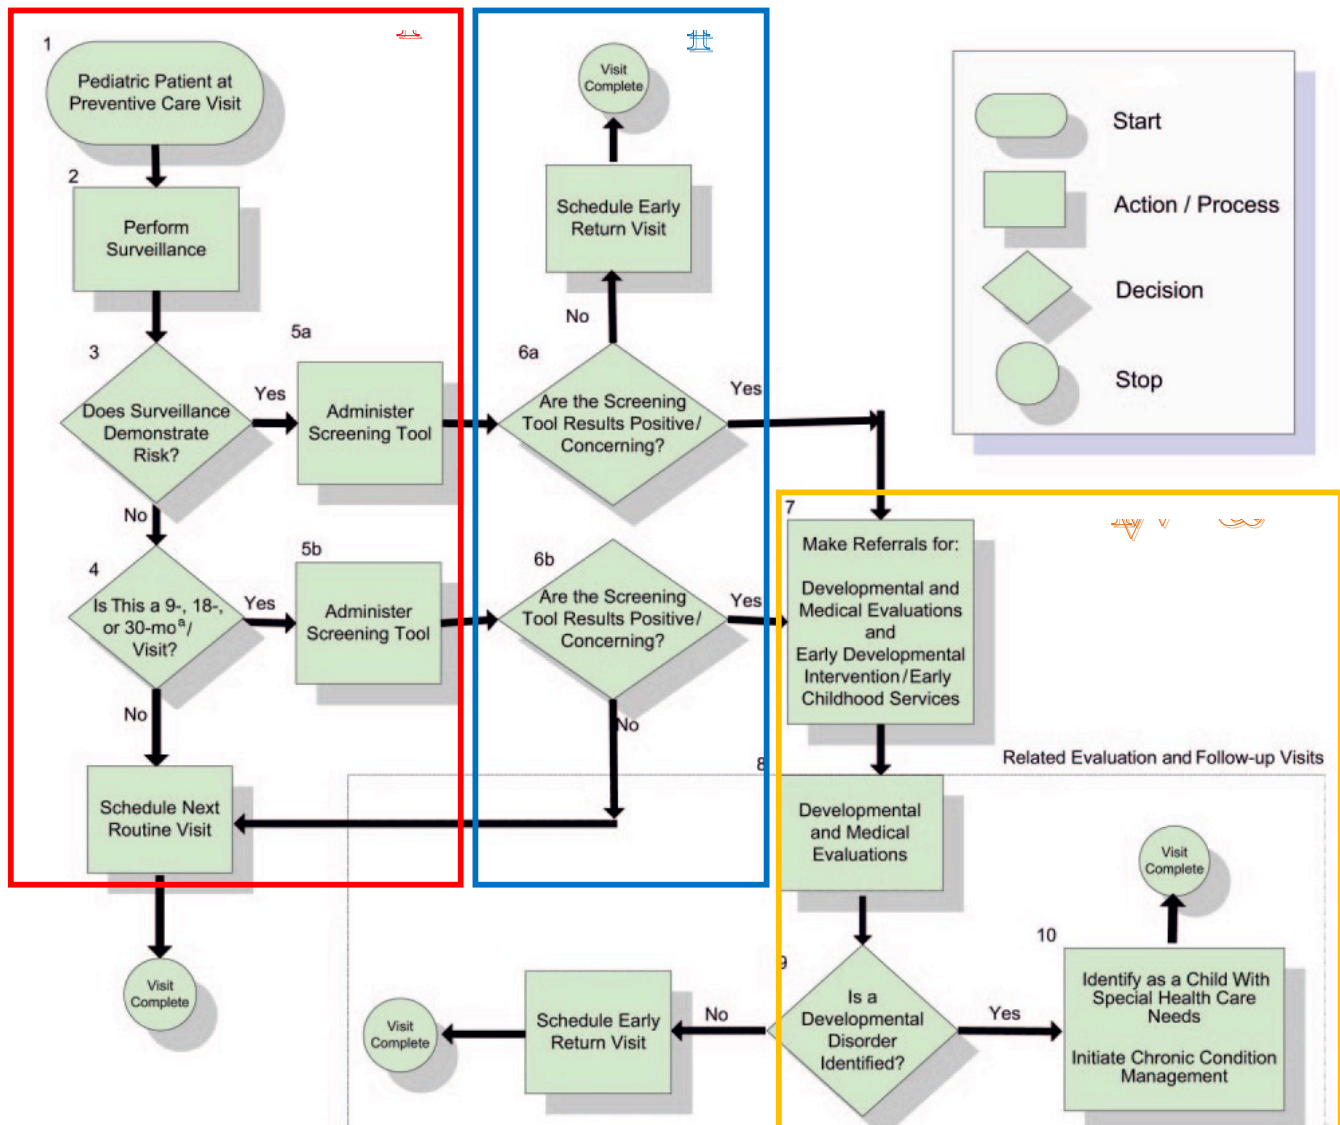 1
Pediatric Patient at
Preventive Care Visit
2
Perform
Surveillance
3
Does Surveillance
Demonstrate
Risk?
Yes
No
5a
Administer
Screening Tool
4
Is This a 9-, 18-,
or 30-moª/
Visit?
Yes
No
5b
Administer
Screening Tool
Schedule Next
Routine Visit
Visit
Complete
Visit
Complete
Schedule Early
Return Visit
No
6a
Are the Screening
Tool Results Positive/
Concerning?
Yes
6b
Are the Screening
Tool Results Positive/
Concerning?
Yes
No
Start
Action / Process
Decision
Stop
7
Make Referrals for:
Developmental and
Medical Evaluations
and
Early Developmental
Intervention/Early
Childhood Services
Related Evaluation and Follow-up Visits
8
Developmental
and Medical
Evaluations
9
Is a
Developmental
Disorder
Identified?
No
Schedule Early
Return Visit
Visit
Complete
Yes
10
Identify as a Child With
Special Health Care
Needs
Initiate Chronic Condition
Management
Visit
Complete